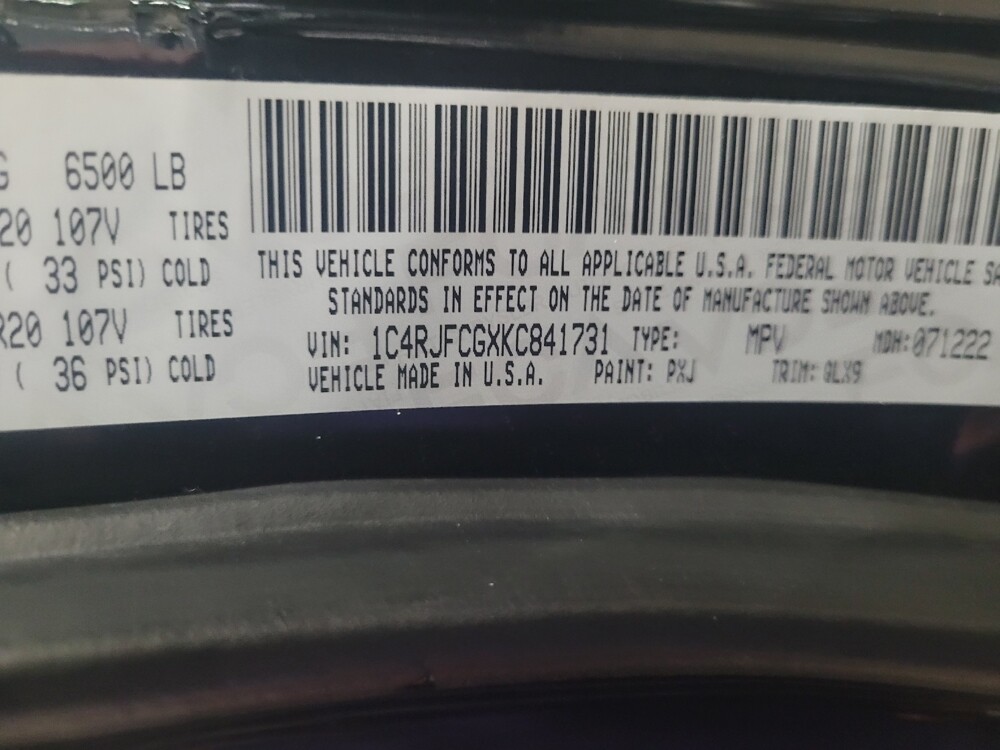 G 6500 LB
20 107V TIRES
( 33 PSI) COLD
R20 107V TIRES
( 36 PSI) COLD
THIS VEHICLE CONFORMS TO ALL APPLICABLE U.S.A. FEDERAL MOTOR VEHICLE SA
STANDARDS IN EFFECT ON THE DATE OF MANUFACTURE SHOWN ABOVE.
VIN: 1C4RJFCGXKC841731 TYPE: MPV MDH:071222
VEHICLE MADE IN U.S.A. PAINT: PXJ TRIM: QLX9